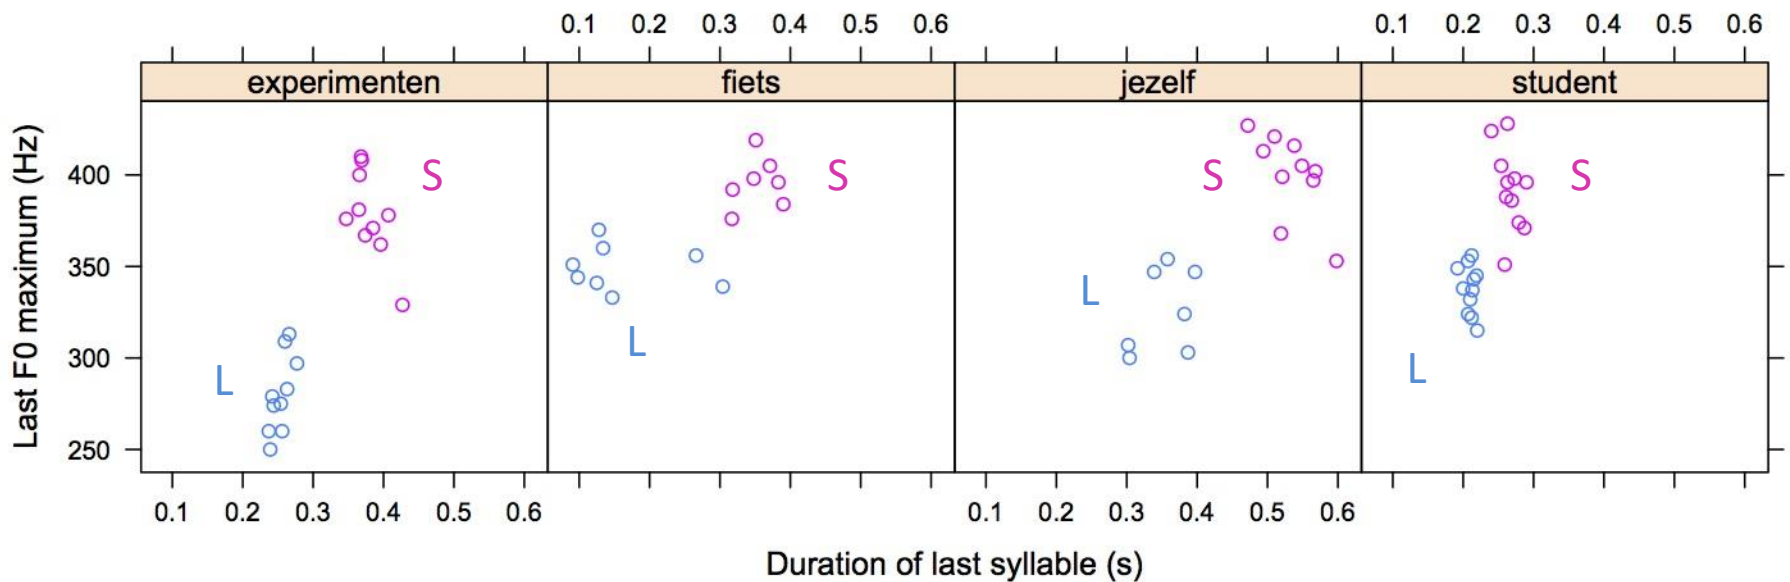 0.1 0.2 0.3 0.4 0.5 0.6 0.1 0.2 0.3 0.4 0.5 0.6
experimenten fiets jezelf student
Last F0 maximum (Hz)
400
350
300
250
S S S S
L L L L
0.1 0.2 0.3 0.4 0.5 0.6 0.1 0.2 0.3 0.4 0.5 0.6
Duration of last syllable (s)